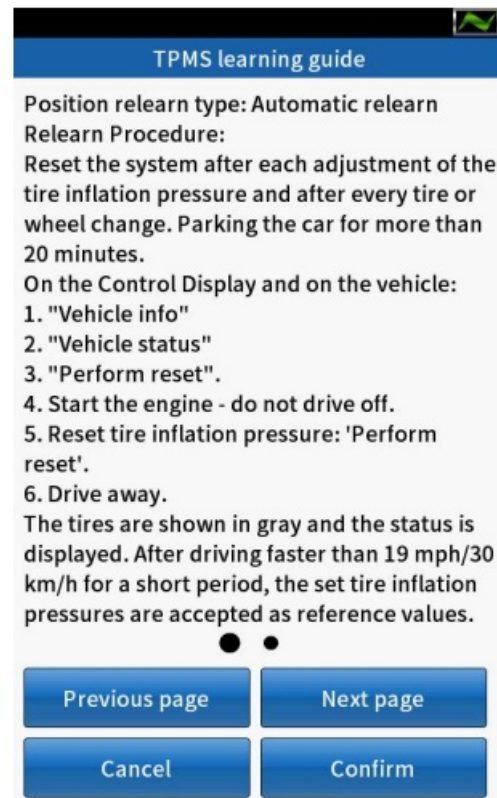 TPMS learning guide
Position relearn type: Automatic relearn
Relearn Procedure:
Reset the system after each adjustment of the
tire inflation pressure and after every tire or
wheel change. Parking the car for more than
20 minutes.
On the Control Display and on the vehicle:
1. "Vehicle info"
2. "Vehicle status"
3. "Perform reset".
4. Start the engine - do not drive off.
5. Reset tire inflation pressure: 'Perform
reset'.
6. Drive away.
The tires are shown in gray and the status is
displayed. After driving faster than 19 mph/30
km/h for a short period, the set tire inflation
pressures are accepted as reference values.
Previous page
Next page
Cancel
Confirm